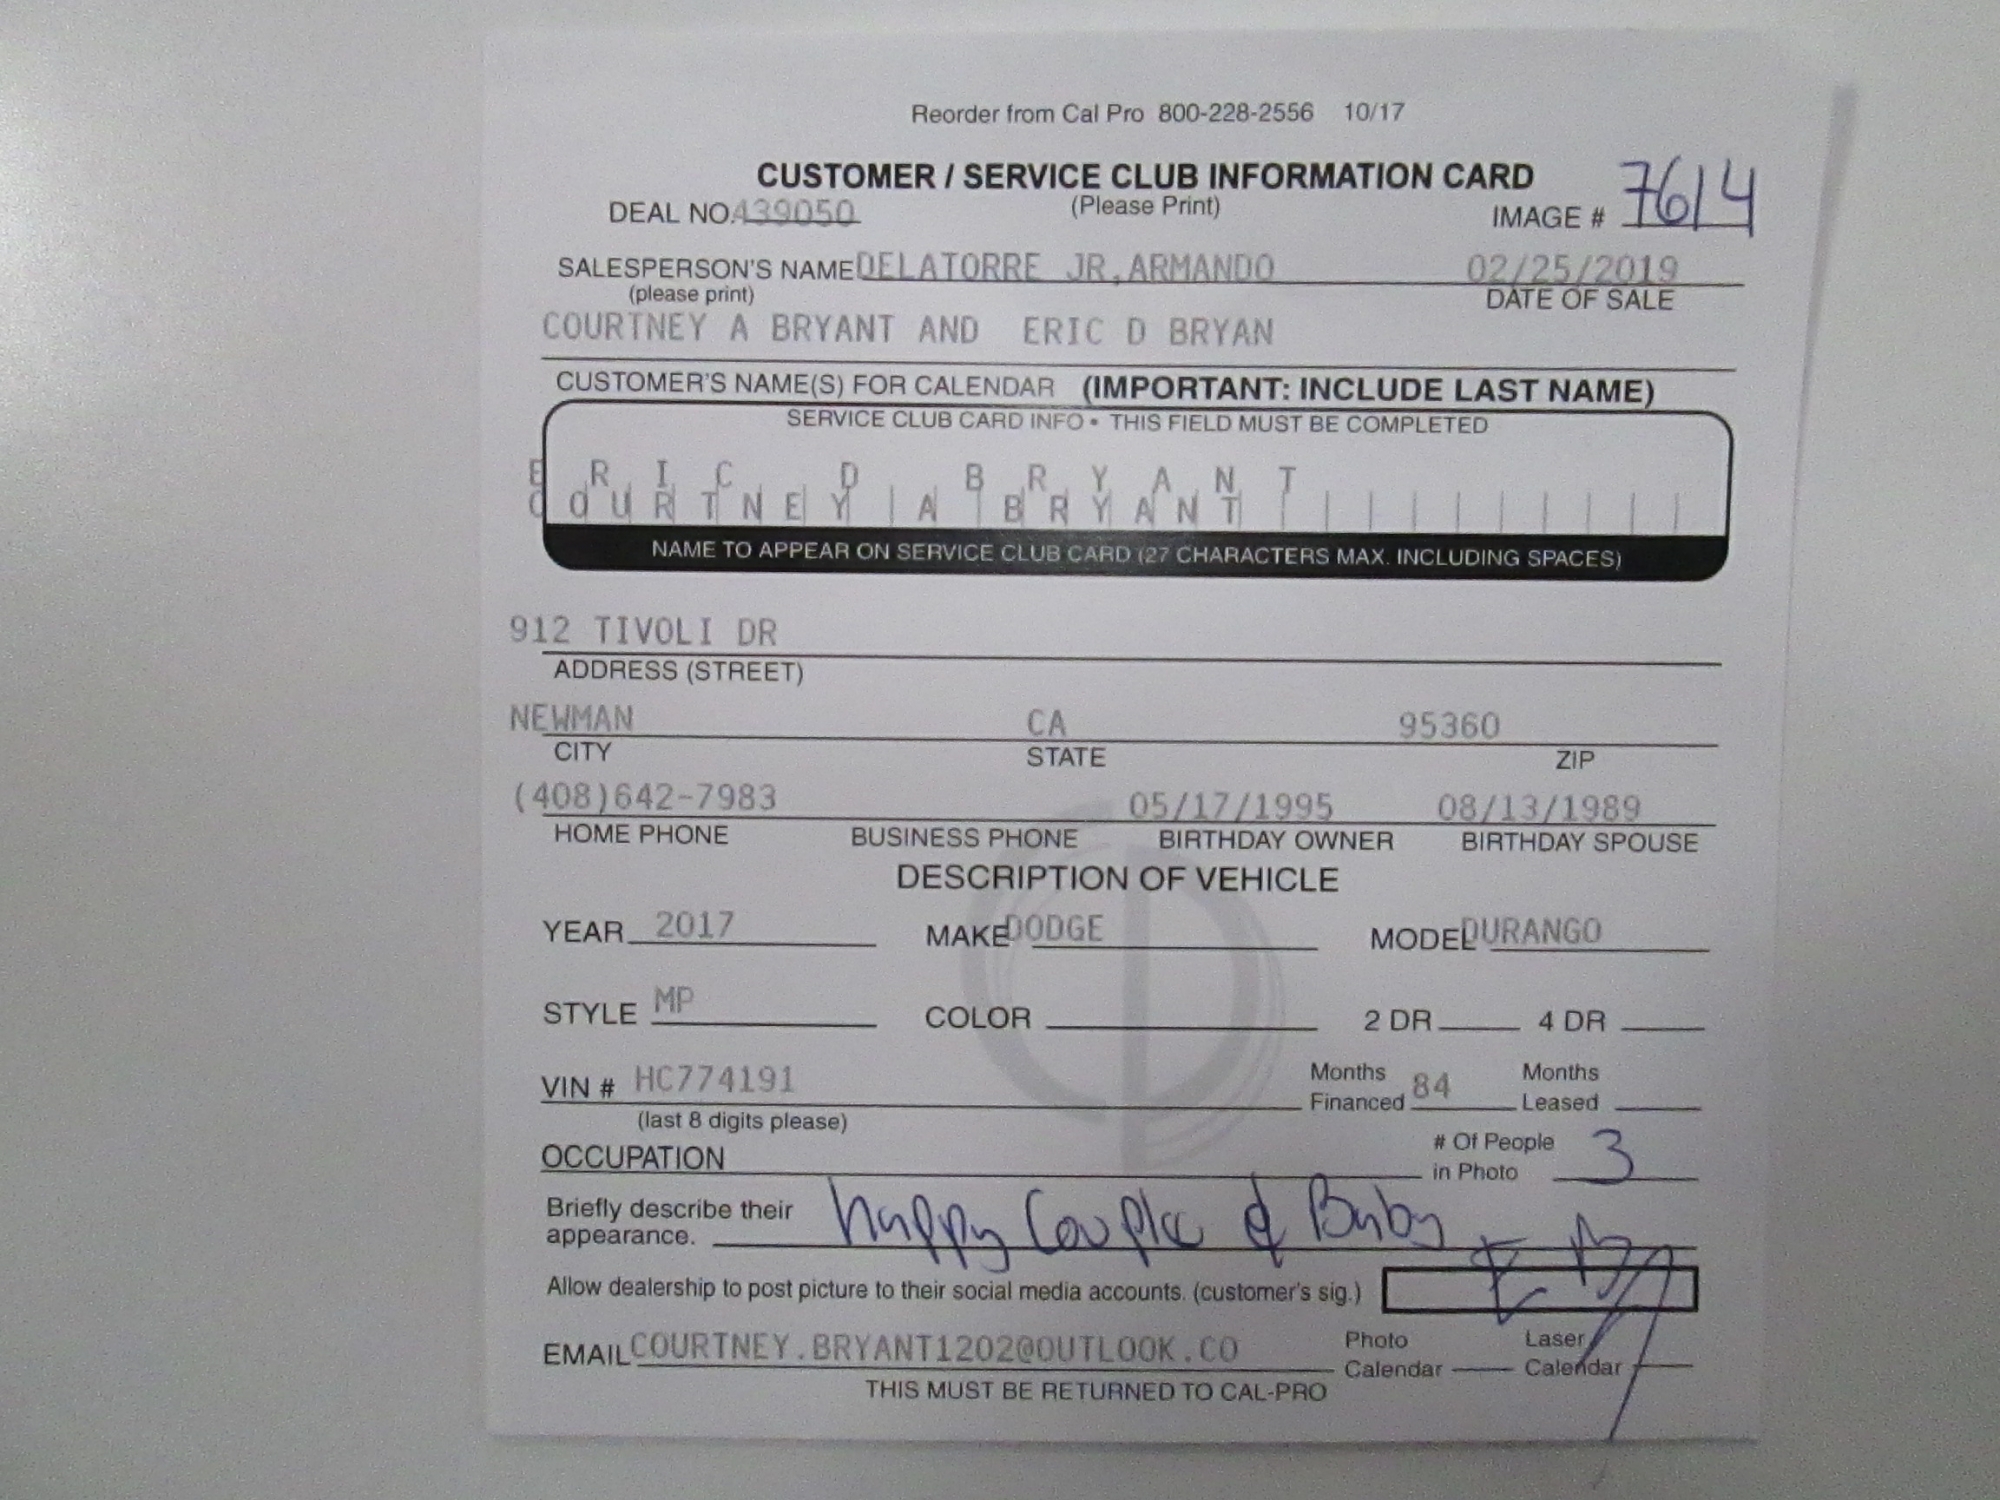 Reorder from Cal Pro 800-228-2556 10/17
CUSTOMER / SERVICE CLUB INFORMATION CARD
DEAL NO. 439050 (Please Print) IMAGE # 7614
SALESPERSON'S NAME DELATORRE JR,ARMANDO 02/25/2019
(please print) DATE OF SALE
COURTNEY A BRYANT AND ERIC D BRYAN
CUSTOMER'S NAME(S) FOR CALENDAR (IMPORTANT: INCLUDE LAST NAME)
SERVICE CLUB CARD INFO • THIS FIELD MUST BE COMPLETED
ERIC D BRYANT
COURTNEY A BRYANT
NAME TO APPEAR ON SERVICE CLUB CARD (27 CHARACTERS MAX. INCLUDING SPACES)
912 TIVOLI DR
ADDRESS (STREET)
NEWMAN CA 95360
CITY STATE ZIP
(408)642-7983 05/17/1995 08/13/1989
HOME PHONE BUSINESS PHONE BIRTHDAY OWNER BIRTHDAY SPOUSE
DESCRIPTION OF VEHICLE
YEAR 2017 MAKE DODGE MODEL DURANGO
STYLE MP COLOR 2 DR 4 DR
VIN # HC774191 Months Financed 84 Months Leased
(last 8 digits please)
OCCUPATION # Of People in Photo 3
Briefly describe their appearance. happy Couple & Baby
Allow dealership to post picture to their social media accounts. (customer's sig.)
EMAIL COURTNEY.BRYANT1202@OUTLOOK.CO Photo Calendar Laser Calendar
THIS MUST BE RETURNED TO CAL-PRO